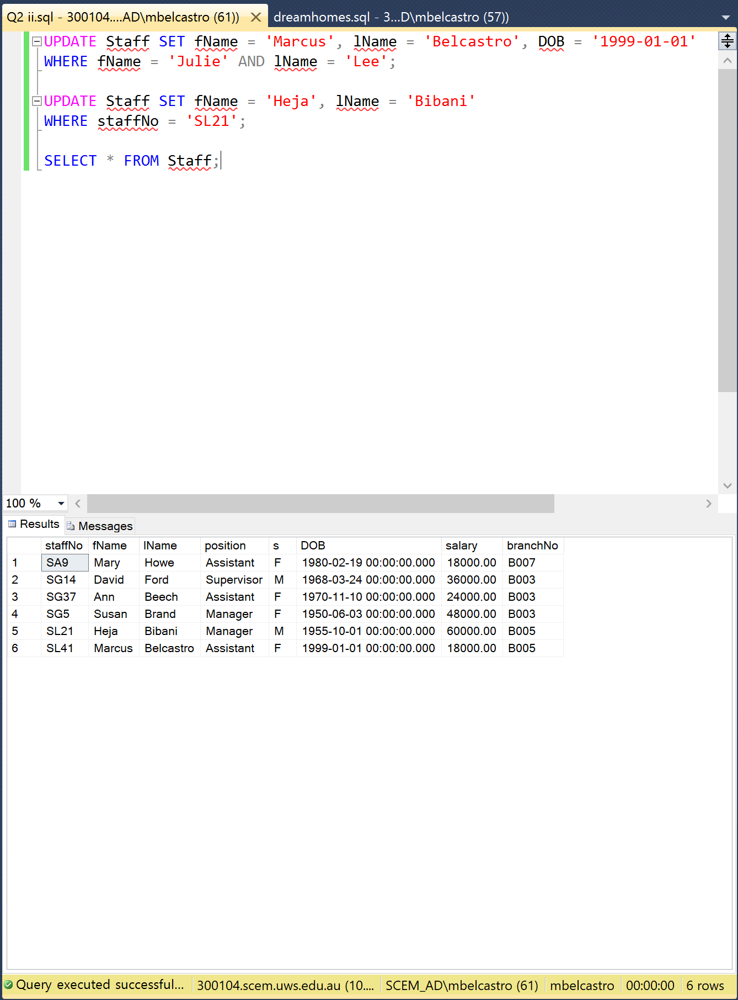 Q2 ii.sql - 300104....AD\mbelcastro (61)) dreamhomes.sql - 3...D\mbelcastro (57))
UPDATE Staff SET fName = 'Marcus', lName = 'Belcastro', DOB = '1999-01-01'
WHERE fName = 'Julie' AND lName = 'Lee';
UPDATE Staff SET fName = 'Heja', lName = 'Bibani'
WHERE staffNo = 'SL21';
SELECT * FROM Staff;
100 %
Results Messages
staffNo fName lName position s DOB salary branchNo
1 SA9 Mary Howe Assistant F 1980-02-19 00:00:00.000 18000.00 B007
2 SG14 David Ford Supervisor M 1968-03-24 00:00:00.000 36000.00 B003
3 SG37 Ann Beech Assistant F 1970-11-10 00:00:00.000 24000.00 B003
4 SG5 Susan Brand Manager F 1950-06-03 00:00:00.000 48000.00 B003
5 SL21 Heja Bibani Manager M 1955-10-01 00:00:00.000 60000.00 B005
6 SL41 Marcus Belcastro Assistant F 1999-01-01 00:00:00.000 18000.00 B005
Query executed successful... 300104.scem.uws.edu.au (10.... SCEM_AD\mbelcastro (61) mbelcastro 00:00:00 6 rows